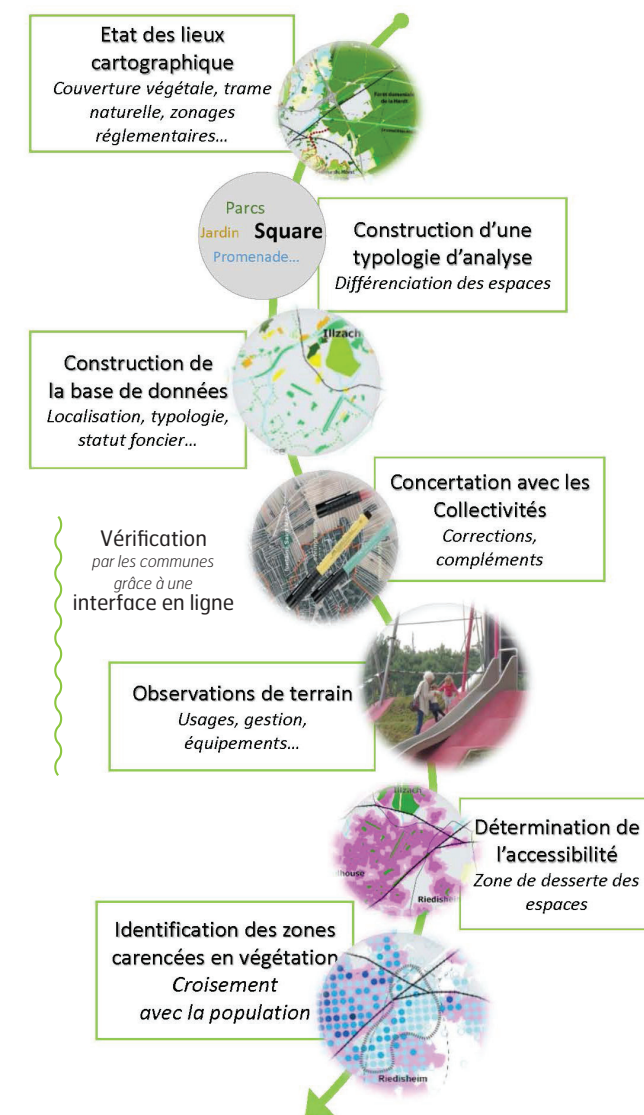 Etat des lieux
cartographique
Couverture végétale, trame
naturelle, zonages
réglementaires…
Parcs
Jardin Square
Promenade…
Construction d’une
typologie d’analyse
Différenciation des espaces
Illzach
Construction de
la base de données
Localisation, typologie,
statut foncier…
Concertation avec les
Collectivités
Corrections,
compléments
Vérification
par les communes
grâce à une
interface en ligne
Observations de terrain
Usages, gestion,
équipements…
Illzach
Riedisheim
Détermination de
l’accessibilité
Zone de desserte des
espaces
Identification des zones
carencées en végétation
Croisement
avec la population
Riedisheim